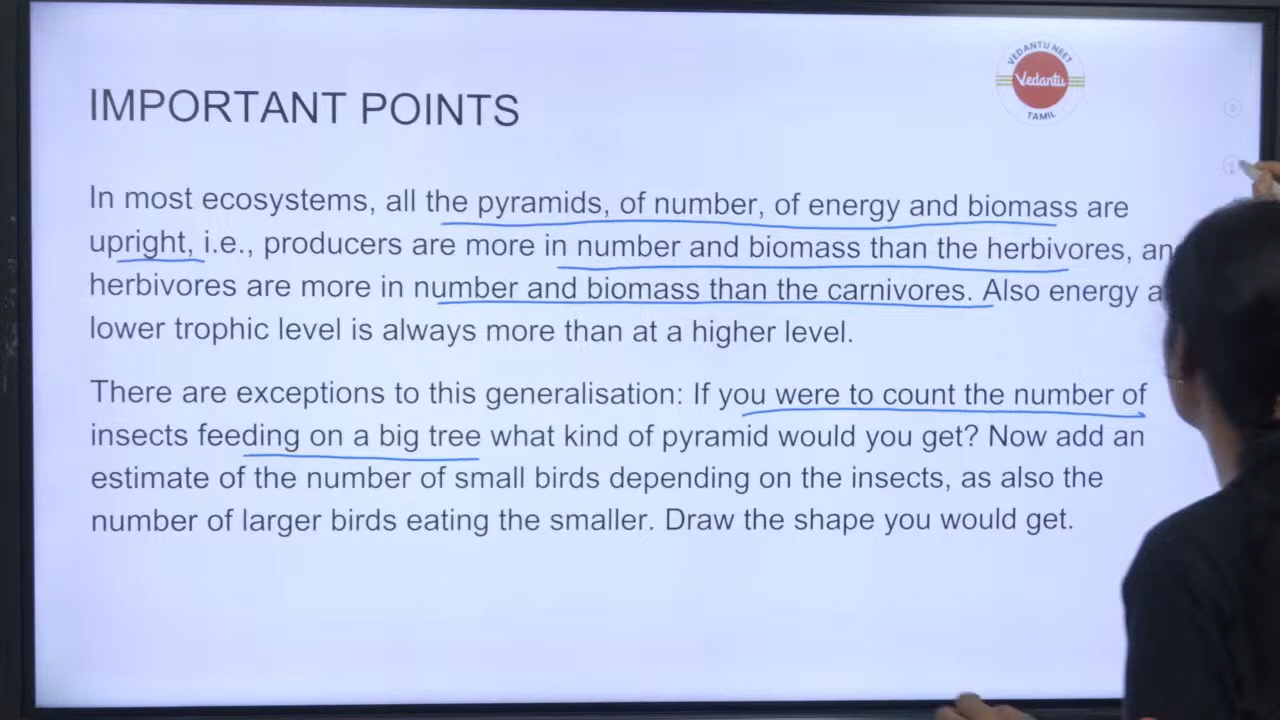 VEDANTU NEET
Vedantu
TAMIL
IMPORTANT POINTS
In most ecosystems, all the pyramids, of number, of energy and biomass are
upright, i.e., producers are more in number and biomass than the herbivores,
herbivores are more in number and biomass than the carnivores. Also energy
lower trophic level is always more than at a higher level.
There are exceptions to this generalisation: If you were to count the number of
insects feeding on a big tree what kind of pyramid would you get? Now add an
estimate of the number of small birds depending on the insects, as also the
number of larger birds eating the smaller. Draw the shape you would get.